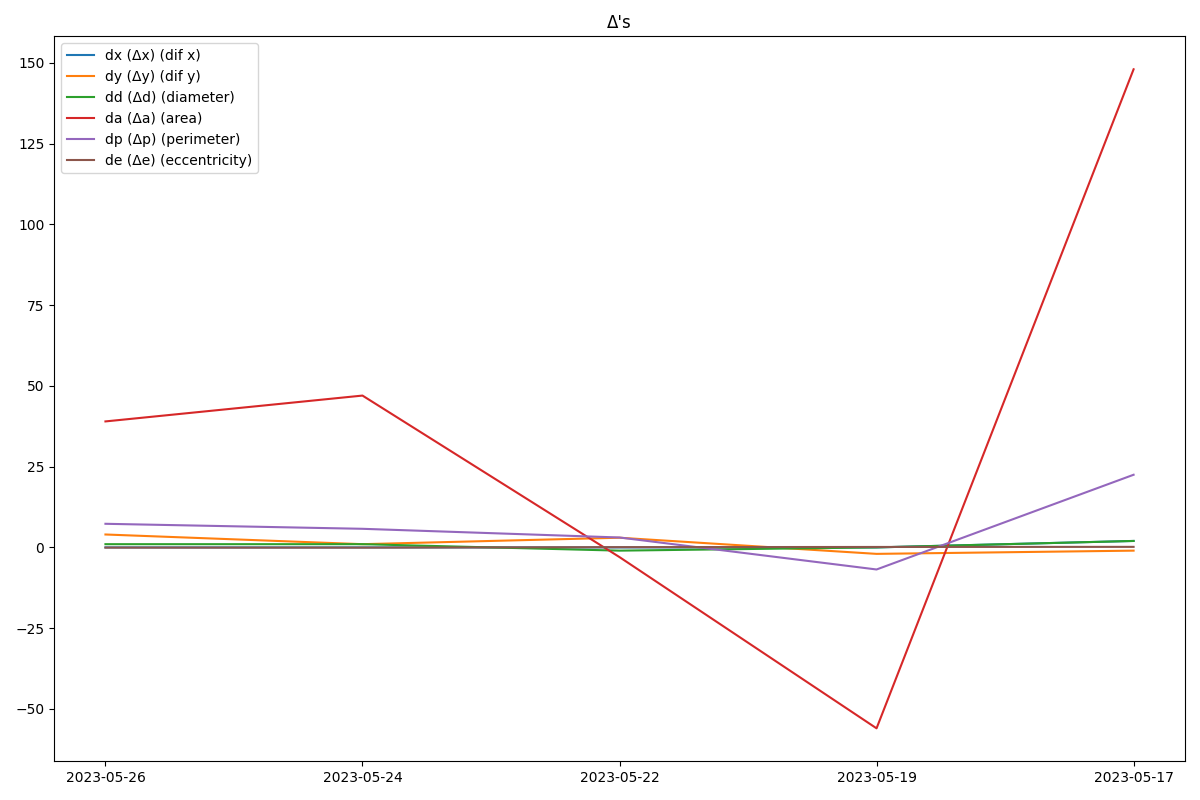 Δ's
dx (Δx) (dif x)
dy (Δy) (dif y)
dd (Δd) (diameter)
da (Δa) (area)
dp (Δp) (perimeter)
de (Δe) (eccentricity)
150
125
100
75
50
25
0
−25
−50
2023-05-26 2023-05-24 2023-05-22 2023-05-19 2023-05-17